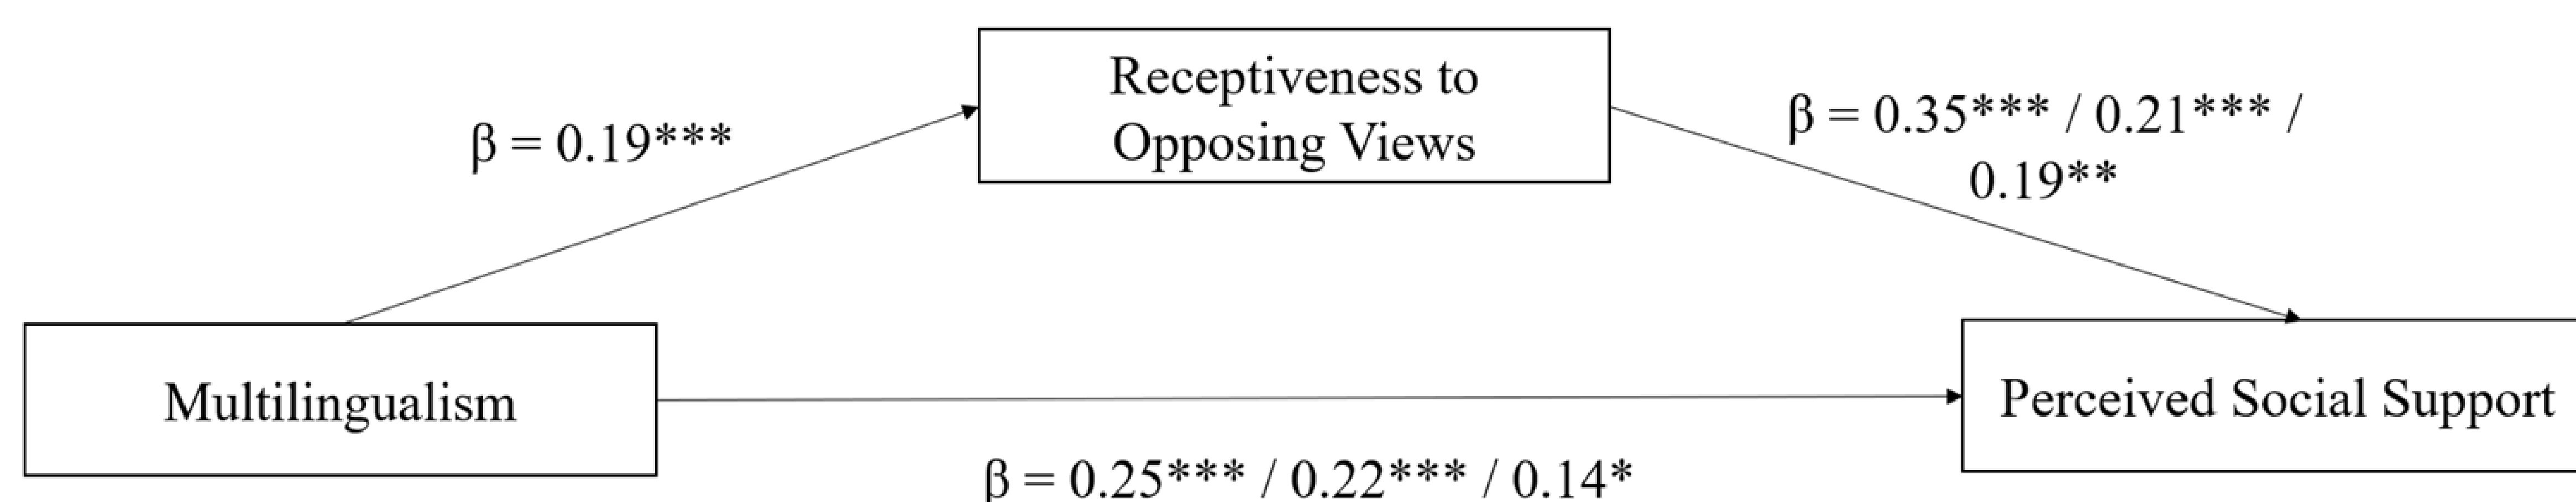 Receptiveness to
Opposing Views
β = 0.19***
β = 0.35*** / 0.21*** /
0.19**
Multilingualism
Perceived Social Support
β = 0.25*** / 0.22*** / 0.14*